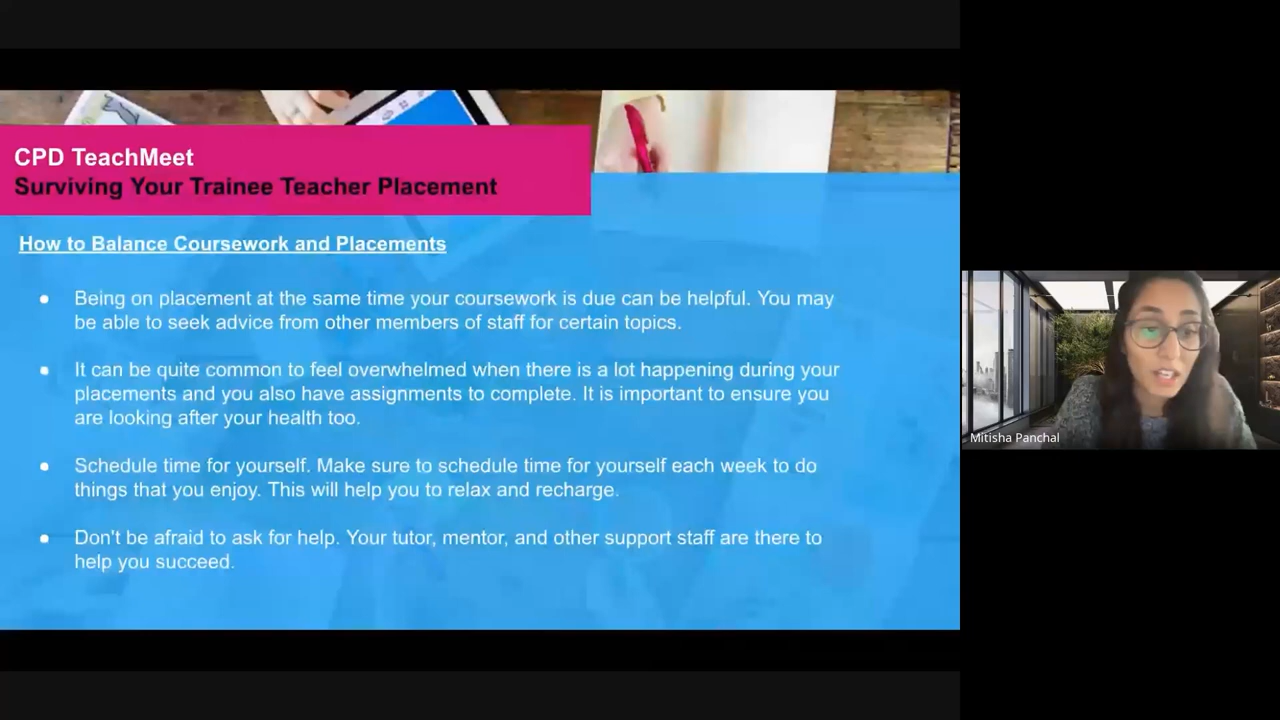 CPD TeachMeet
Surviving Your Trainee Teacher Placement
How to Balance Coursework and Placements
● Being on placement at the same time your coursework is due can be helpful. You may
be able to seek advice from other members of staff for certain topics.
● It can be quite common to feel overwhelmed when there is a lot happening during your
placements and you also have assignments to complete. It is important to ensure you
are looking after your health too.
● Schedule time for yourself. Make sure to schedule time for yourself each week to do
things that you enjoy. This will help you to relax and recharge.
● Don't be afraid to ask for help. Your tutor, mentor, and other support staff are there to
help you succeed.
Mitisha Panchal